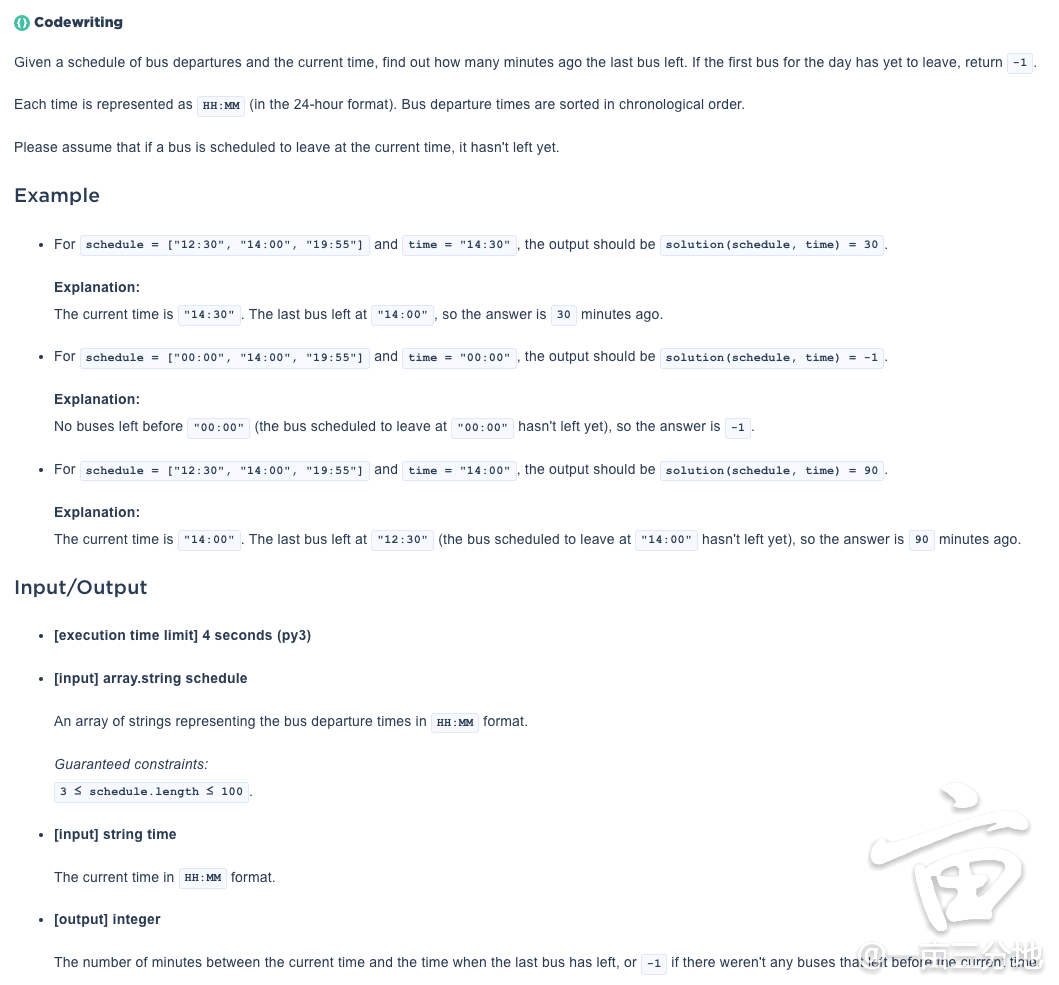 Codewriting
Given a schedule of bus departures and the current time, find out how many minutes ago the last bus left. If the first bus for the day has yet to leave, return -1.
Each time is represented as HH:MM (in the 24-hour format). Bus departure times are sorted in chronological order.
Please assume that if a bus is scheduled to leave at the current time, it hasn't left yet.
Example
• For schedule = ["12:30", "14:00", "19:55"] and time = "14:30", the output should be solution(schedule, time) = 30.
Explanation:
The current time is "14:30". The last bus left at "14:00", so the answer is 30 minutes ago.
• For schedule = ["00:00", "14:00", "19:55"] and time = "00:00", the output should be solution(schedule, time) = -1.
Explanation:
No buses left before "00:00" (the bus scheduled to leave at "00:00" hasn't left yet), so the answer is -1.
• For schedule = ["12:30", "14:00", "19:55"] and time = "14:00", the output should be solution(schedule, time) = 90.
Explanation:
The current time is "14:00". The last bus left at "12:30" (the bus scheduled to leave at "14:00" hasn't left yet), so the answer is 90 minutes ago.
Input/Output
• [execution time limit] 4 seconds (py3)
• [input] array.string schedule
An array of strings representing the bus departure times in HH:MM format.
Guaranteed constraints:
3 ≤ schedule.length ≤ 100.
• [input] string time
The current time in HH:MM format.
• [output] integer
The number of minutes between the current time and the time when the last bus has left, or -1 if there weren't any buses that left before the current time.
亩
@一亩三分地